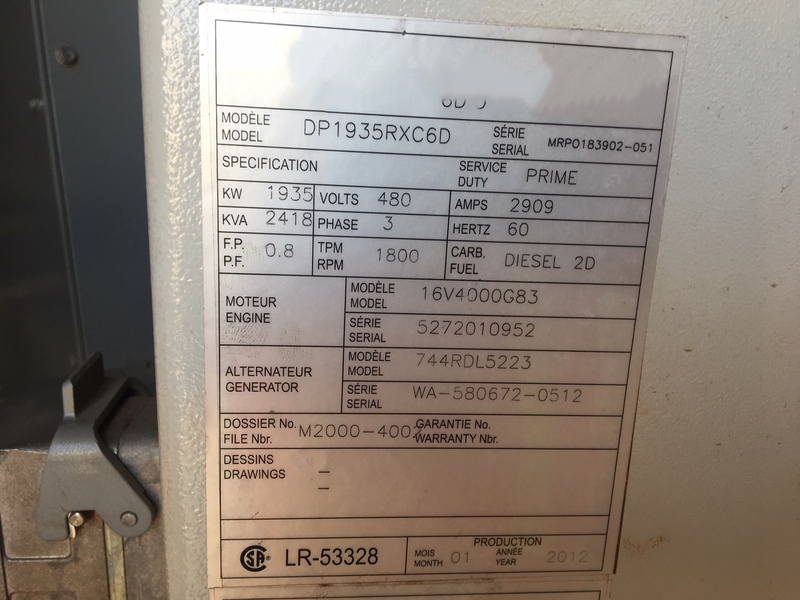 MODÈLE
MODEL DP1935RXC6D SÉRIE
SERIAL MRP0183902-051
SPECIFICATION SERVICE
DUTY PRIME
KW 1935 VOLTS 480 AMPS 2909
KVA 2418 PHASE 3 HERTZ 60
F.P.
P.F. 0.8 TPM
RPM 1800 CARB.
FUEL DIESEL 2D
MOTEUR
ENGINE
MODÈLE
MODEL 16V4000G83
SÉRIE
SERIAL 5272010952
ALTERNATEUR
GENERATOR
MODÈLE
MODEL 744RDL5223
SÉRIE
SERIAL WA-580672-0512
DOSSIER No. GARANTIE No.
FILE Nbr. WARRANTY Nbr.
DESSINS
DRAWINGS
–
–
SA® LR-53328
PRODUCTION
MOIS
MONTH 01 ANNÉE
YEAR 2012